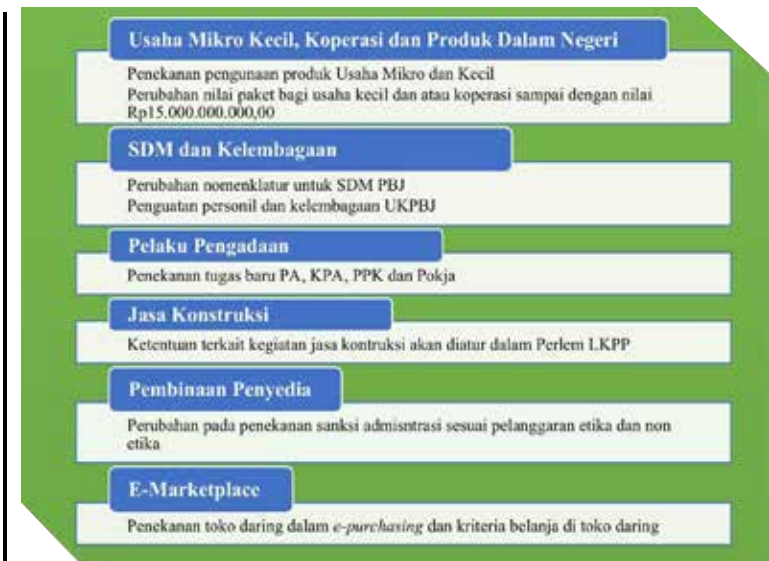 Usaha Mikro Kecil, Koperasi dan Produk Dalam Negeri
Penekanan pengunaan produk Usaha Mikro dan Kecil
Perubahan nilai paket bagi usaha kecil dan atau koperasi sampai dengan nilai
Rp15.000.000.000,00
SDM dan Kelembagaan
Perubahan nomenklatur untuk SDM PBJ
Penguatan personil dan kelembagaan UKPBJ
Pelaku Pengadaan
Penekanan tugas baru PA, KPA, PPK dan Pokja
Jasa Konstruksi
Ketentuan terkait kegiatan jasa kontruksi akan diatur dalam Perlem LKPP
Pembinaan Penyedia
Perubahan pada penekanan sanksi admisntrasi sesuai pelanggaran etika dan non
etika
E-Marketplace
Penekanan toko daring dalam e-purchasing dan kriteria belanja di toko daring